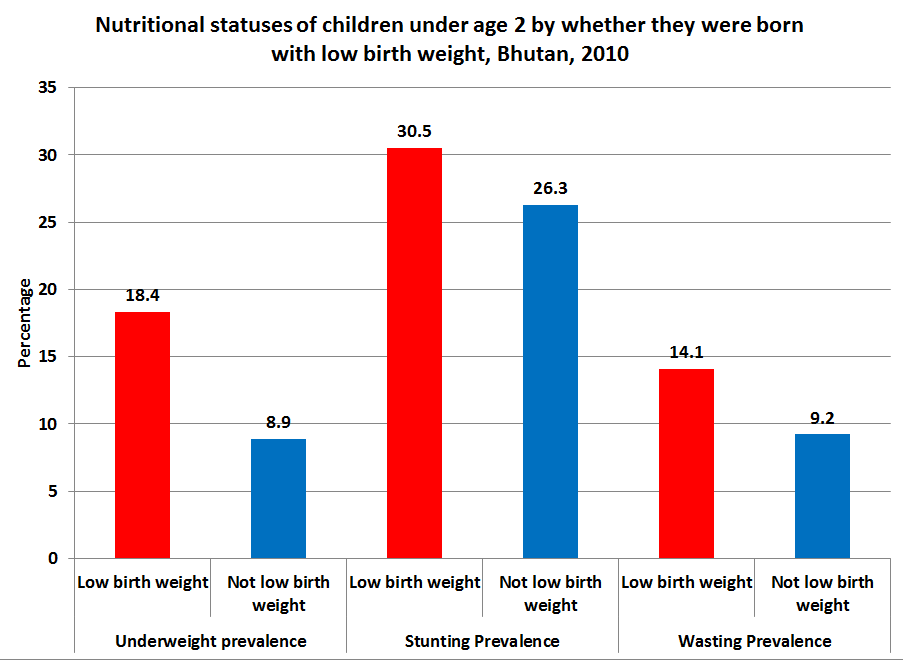 Nutritional statuses of children under age 2 by whether they were born
with low birth weight, Bhutan, 2010
Percentage
35
30
25
20
15
10
5
0
18.4
8.9
30.5
26.3
14.1
9.2
Low birth weight
Not low birth
weight
Low birth weight
Not low birth
weight
Low birth weight
Not low birth
weight
Underweight prevalence
Stunting Prevalence
Wasting Prevalence